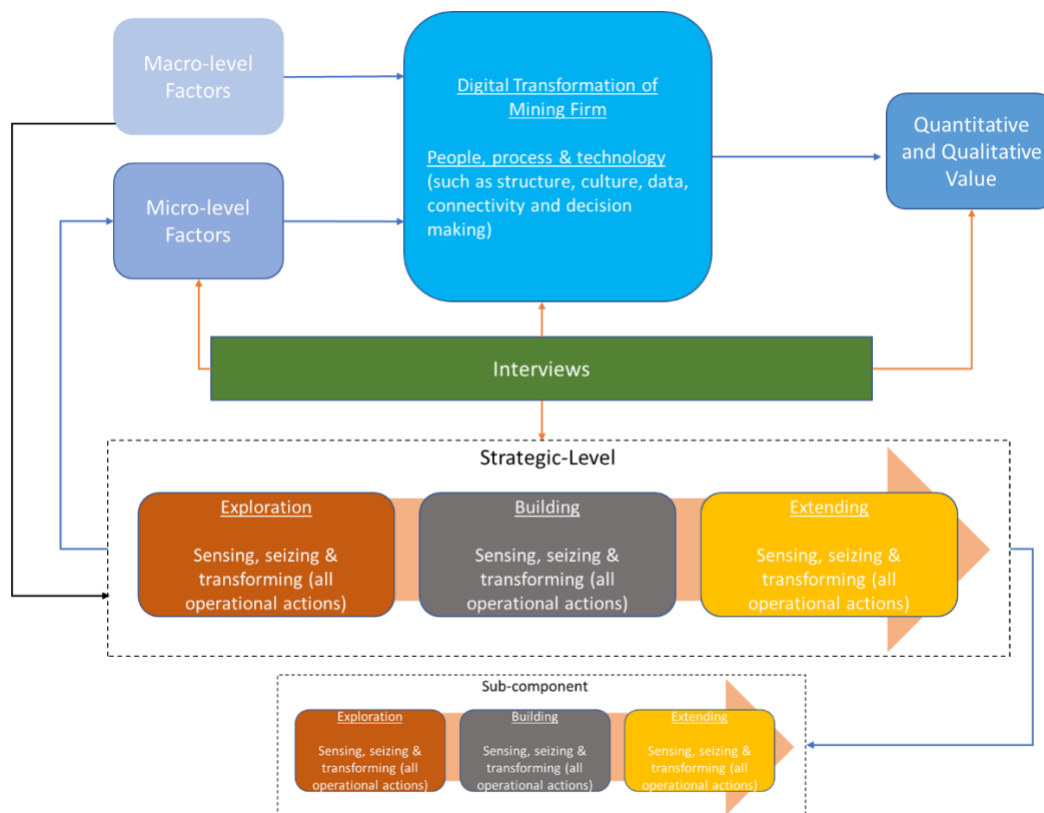 Macro-level
Factors
Digital Transformation of
Mining Firm
People, process & technology
(such as structure, culture, data,
connectivity and decision
making)
Quantitative
and Qualitative
Value
Micro-level
Factors
Interviews
Strategic-Level
Exploration
Sensing, seizing &
transforming (all
operational actions)
Building
Sensing, seizing &
transforming (all
operational actions)
Extending
Sensing, seizing &
transforming (all
operational actions)
Sub-component
Exploration
Sensing, seizing &
transforming (all
operational actions)
Building
Sensing, seizing &
transforming (all
operational actions)
Extending
Sensing, seizing &
transforming (all
operational actions)